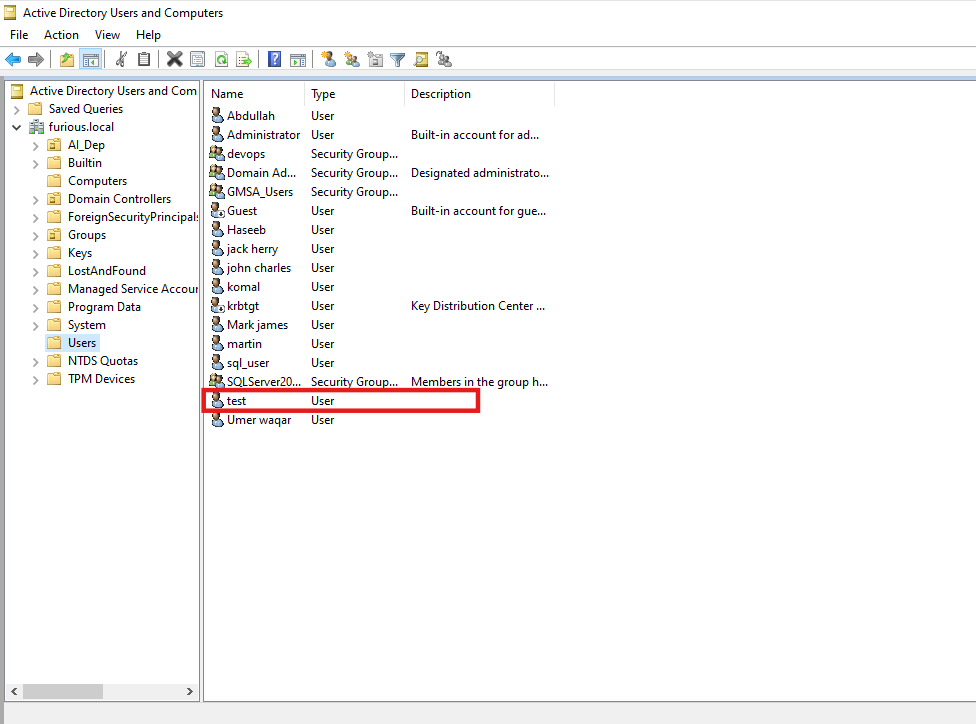 Active Directory Users and Computers
File Action View Help
Active Directory Users and Com
Saved Queries
furious.local
AI_Dep
Builtin
Computers
Domain Controllers
ForeignSecurityPrincipals
Groups
Keys
LostAndFound
Managed Service Accour
Program Data
System
Users
NTDS Quotas
TPM Devices
Name Type Description
Abdullah User
Administrator User Built-in account for ad...
devops Security Group...
Domain Ad... Security Group... Designated administrato...
GMSA_Users Security Group...
Guest User Built-in account for gue...
Haseeb User
jack herry User
john charles User
komal User
krbtgt User Key Distribution Center ...
Mark james User
martin User
sql_user User
SQLServer20... Security Group... Members in the group h...
test User
Umer waqar User